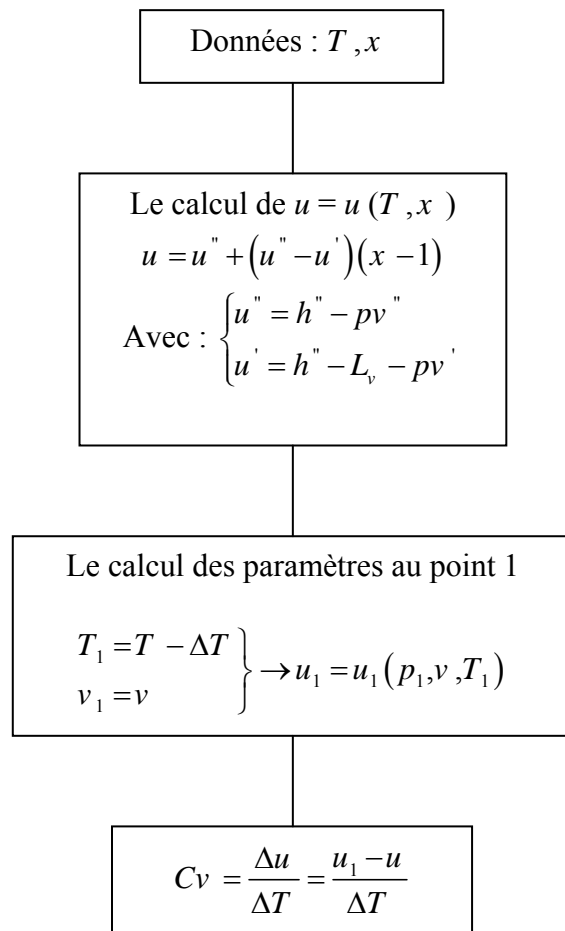 Données : T , x
Le calcul de u = u (T , x )
u = u" + (u" − u')(x − 1)
Avec : { u" = h" − pv"
u' = h" − L_v − pv'
Le calcul des paramètres au point 1
T_1 = T − ΔT
v_1 = v } → u_1 = u_1 (p_1, v , T_1)
Cv = Δu/ΔT = (u_1 − u)/ΔT